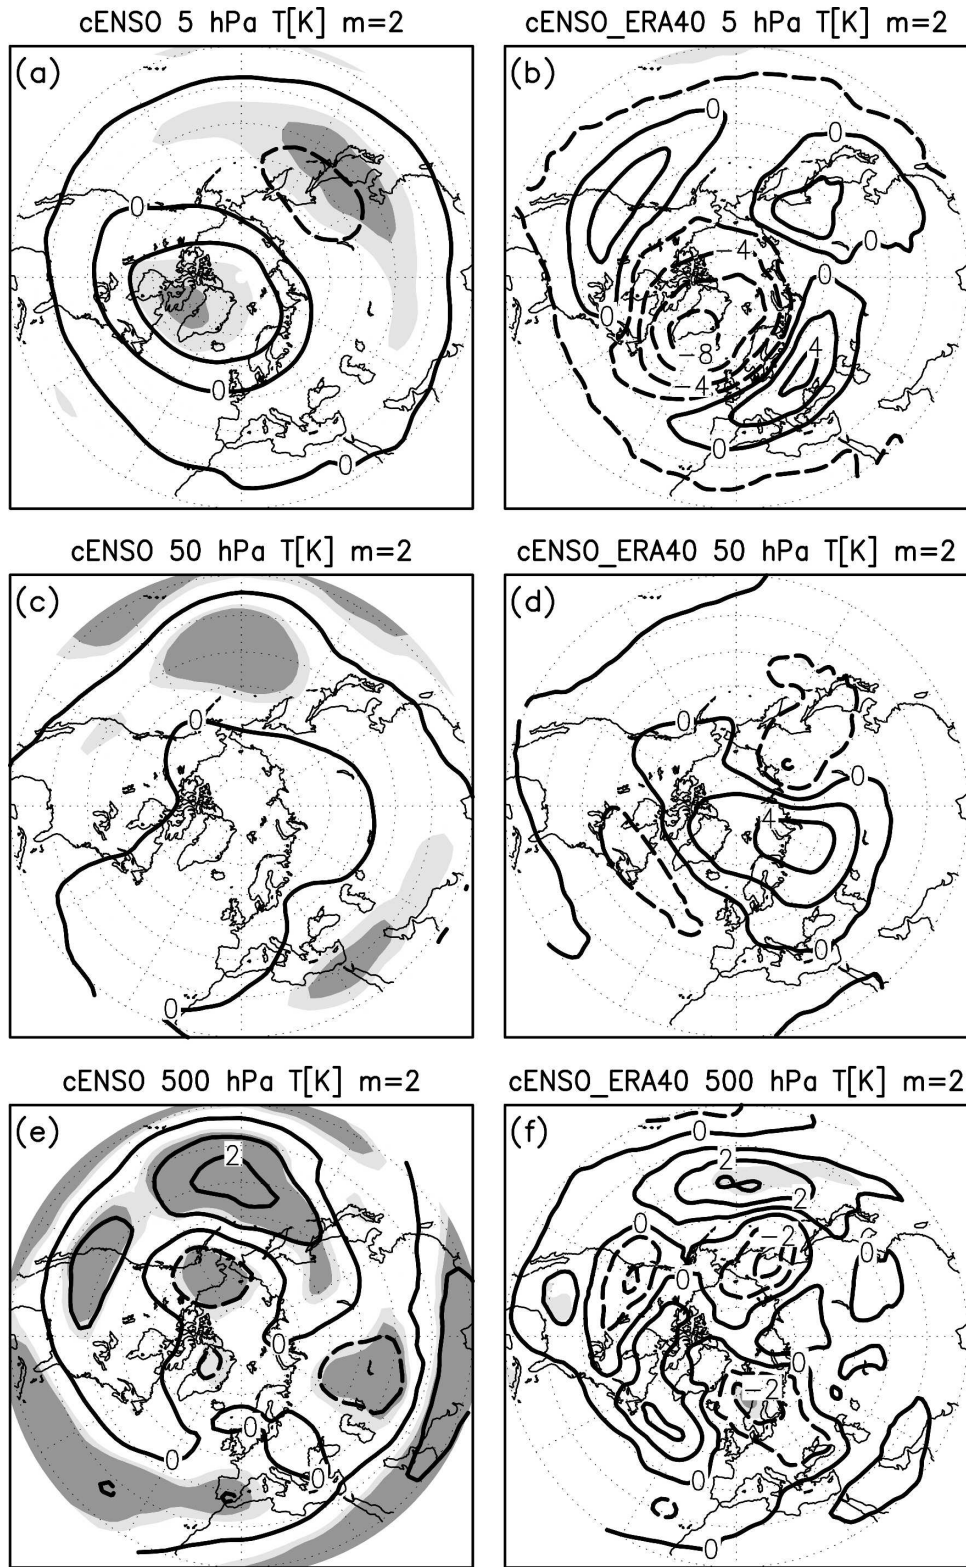 cENSO 5 hPa T[K] m=2
cENSO_ERA40 5 hPa T[K] m=2
(a)
0
0
0
(b)
0
0
0
-4
0
0
-8
4
-4
0
cENSO 50 hPa T[K] m=2
cENSO_ERA40 50 hPa T[K] m=2
(c)
0
0
(d)
0
0
4
0
cENSO 500 hPa T[K] m=2
cENSO_ERA40 500 hPa T[K] m=2
(e)
2
0
0
0
0
(f)
0
2
2
0
-2
0
0
0
-2
0
0